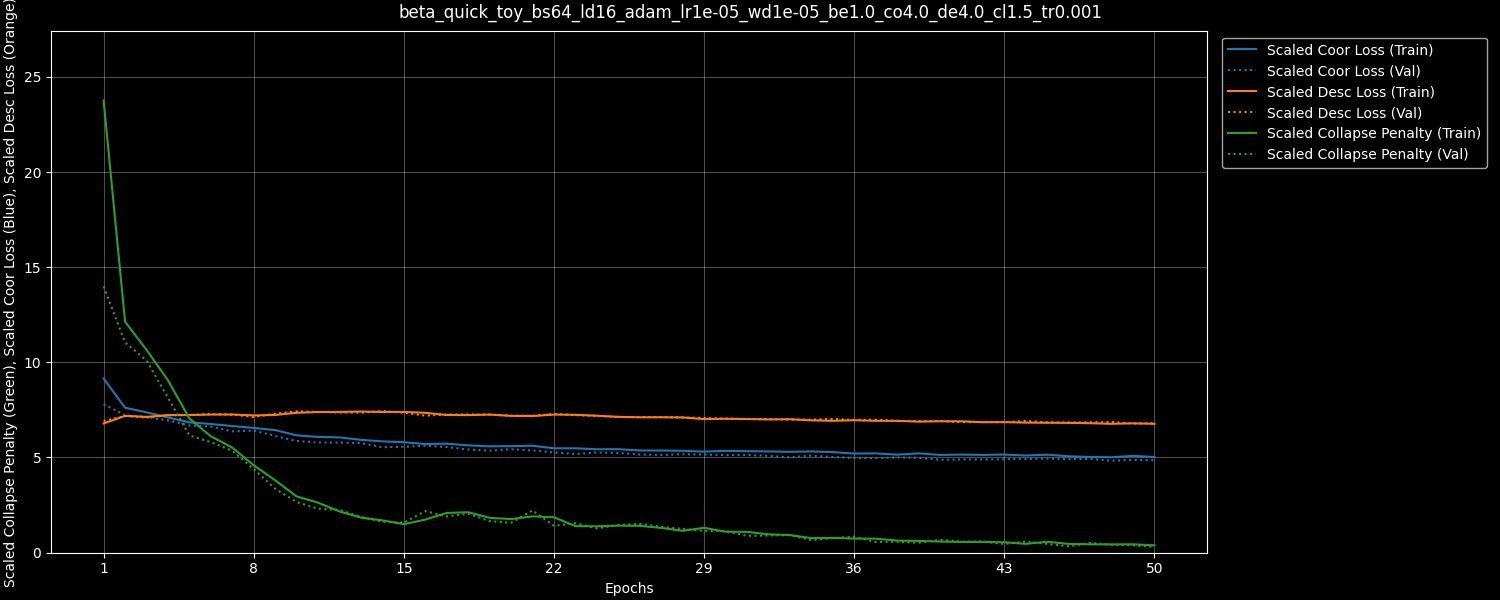 beta_quick_toy_bs64_ld16_adam_lr1e-05_wd1e-05_be1.0_co4.0_de4.0_cl1.5_tr0.001
Scaled Collapse Penalty (Green), Scaled Coor Loss (Blue), Scaled Desc Loss (Orange)
25
20
15
10
5
0
1 8 15 22 29 36 43 50
Epochs
Scaled Coor Loss (Train)
Scaled Coor Loss (Val)
Scaled Desc Loss (Train)
Scaled Desc Loss (Val)
Scaled Collapse Penalty (Train)
Scaled Collapse Penalty (Val)